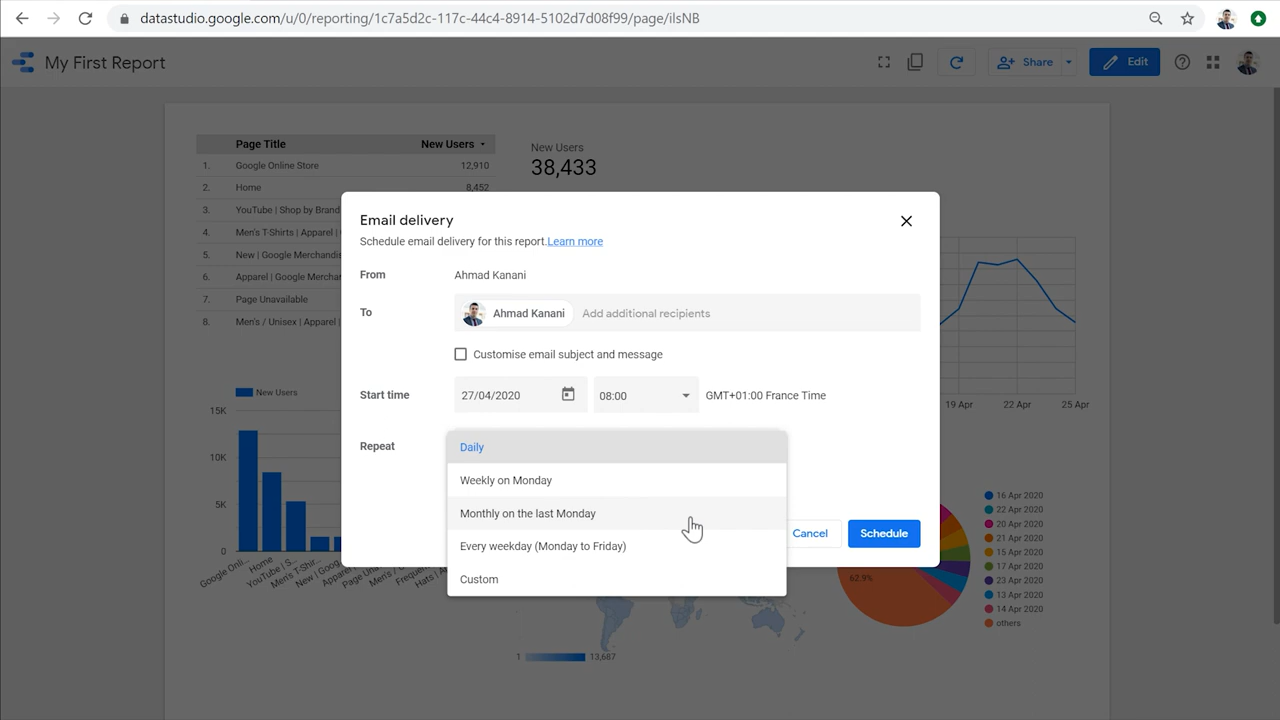 datastudio.google.com/u/0/reporting/1c7a5d2c-117c-44c4-8914-5102d7d08f99/page/ilsNB
My First Report
Share
Edit
Page Title New Users
1. Google Online Store 12,910
2. Home 8,452
3. YouTube | Shop by Brand
4. Men's T-Shirts | Apparel |
5. New | Google Merchandis
6. Apparel | Google Merchan
7. Page Unavailable
8. Men's / Unisex | Apparel |
New Users
38,433
Email delivery
Schedule email delivery for this report.Learn more
From Ahmad Kanani
To Ahmad Kanani Add additional recipients
Customise email subject and message
Start time 27/04/2020 08:00 GMT+01:00 France Time
Repeat
Daily
Weekly on Monday
Monthly on the last Monday
Every weekday (Monday to Friday)
Custom
Cancel Schedule
19 Apr 22 Apr 25 Apr
New Users
15K
10K
5K
0
Google Onli...
Home
YouTube | S...
Men's T-Shi...
New | Goog...
Apparel |
Men's /
16 Apr 2020
22 Apr 2020
20 Apr 2020
21 Apr 2020
15 Apr 2020
17 Apr 2020
23 Apr 2020
13 Apr 2020
14 Apr 2020
others
62.9%
1 13,687